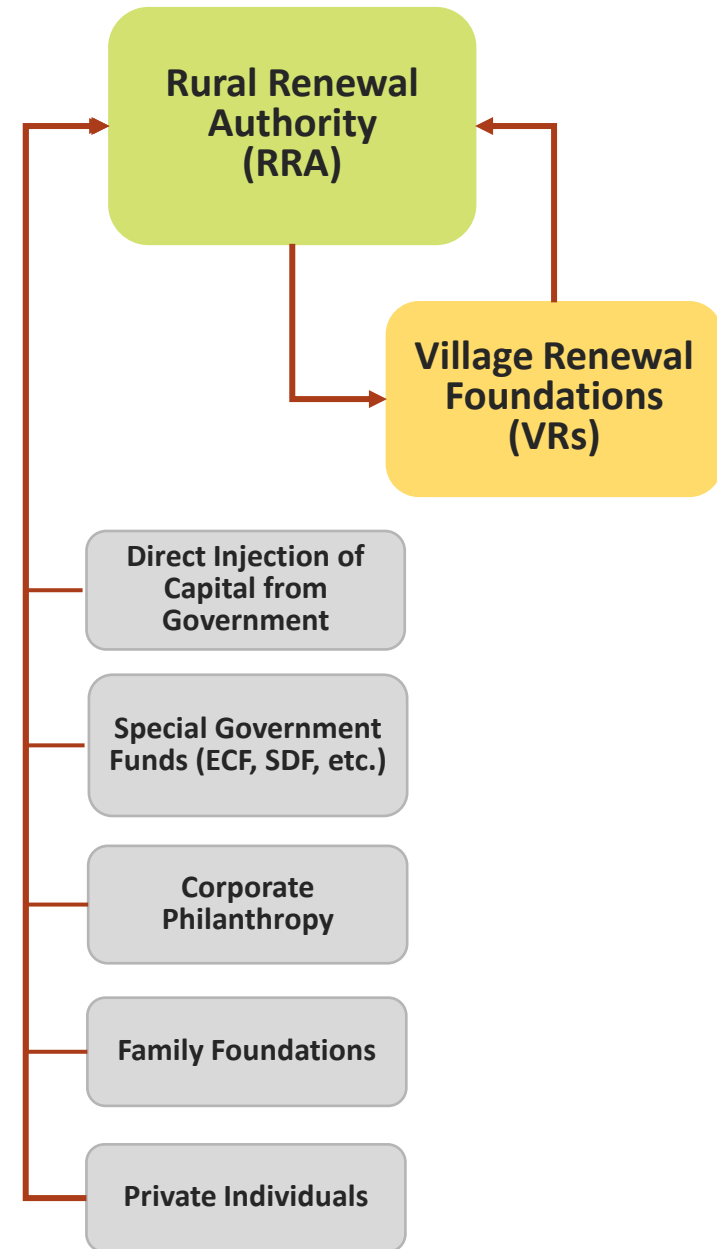 Rural Renewal
Authority
(RRA)
Village Renewal
Foundations
(VRs)
Direct Injection of
Capital from
Government
Special Government
Funds (ECF, SDF, etc.)
Corporate
Philanthropy
Family Foundations
Private Individuals